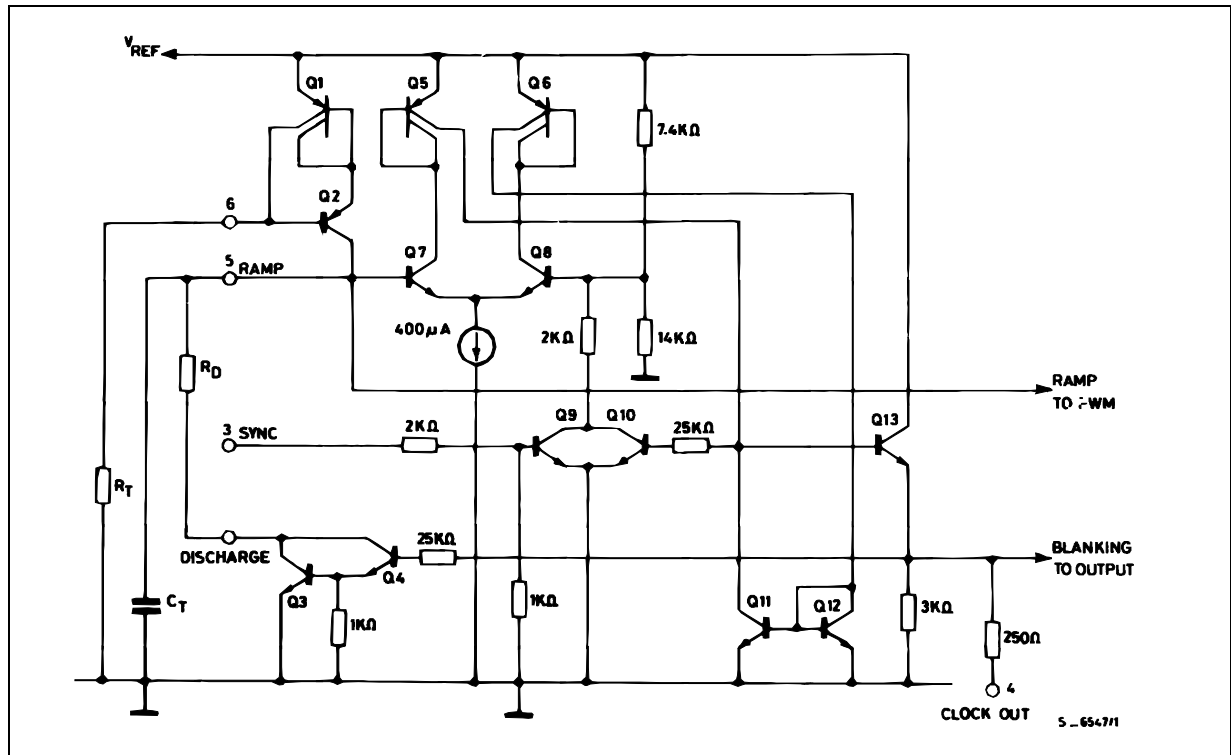 VREF
Q1
Q5
Q6
7.4KΩ
6
Q2
5 RAMP
Q7
Q8
400µA
2KΩ
14KΩ
RD
RAMP
TO PWM
3 SYNC
2KΩ
Q9
Q10
25KΩ
Q13
RT
DISCHARGE
25KΩ
Q4
BLANKING
TO OUTPUT
CT
Q3
1KΩ
1KΩ
Q11
Q12
3KΩ
250Ω
4
CLOCK OUT
S_6547/1